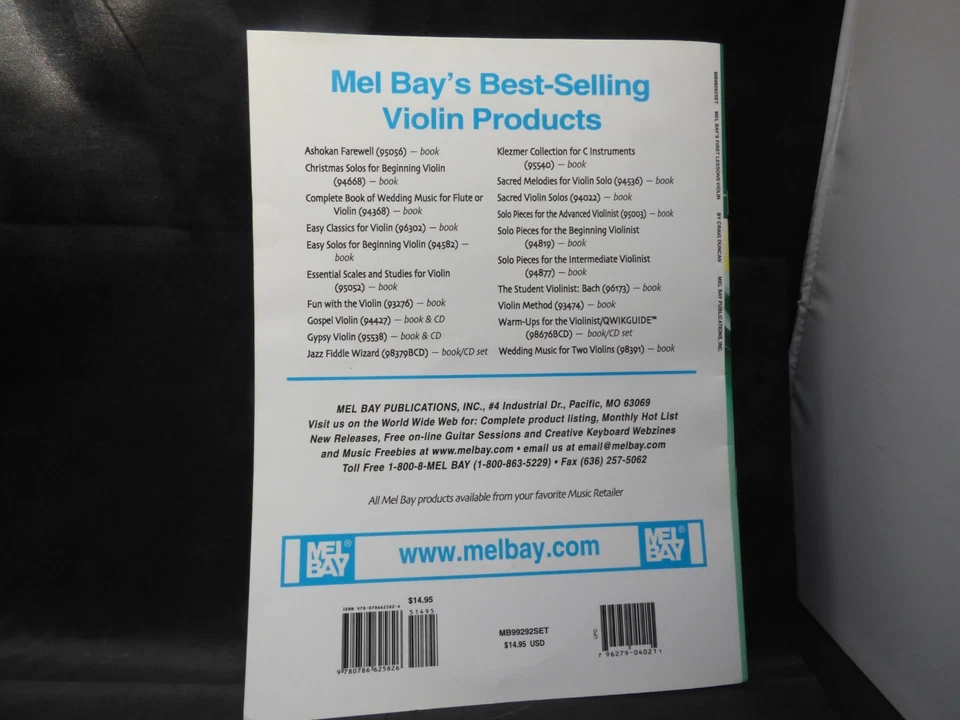 Mel Bay's Best-Selling
Violin Products
Ashokan Farewell (95056) — book
Christmas Solos for Beginning Violin
(94668) — book
Complete Book of Wedding Music for Flute or
Violin (94368) — book
Easy Classics for Violin (96302) — book
Easy Solos for Beginning Violin (94582) —
book
Essential Scales and Studies for Violin
(95052) — book
Fun with the Violin (93276) — book
Gospel Violin (94427) — book & CD
Gypsy Violin (95538) — book & CD
Jazz Fiddle Wizard (98379BCD) — book/CD set
Klezmer Collection for C Instruments
(95540) — book
Sacred Melodies for Violin Solo (94536) — book
Sacred Violin Solos (94022) — book
Solo Pieces for the Advanced Violinist (95003) — book
Solo Pieces for the Beginning Violinist
(94819) — book
Solo Pieces for the Intermediate Violinist
(94877) — book
The Student Violinist: Bach (96173) — book
Violin Method (93474) — book
Warm-Ups for the Violinist/QWIKGUIDE™
(98676BCD) — book/CD set
Wedding Music for Two Violins (98391) — book
MEL BAY PUBLICATIONS, INC., #4 Industrial Dr., Pacific, MO 63069
Visit us on the World Wide Web for: Complete product listing, Monthly Hot List
New Releases, Free on-line Guitar Sessions and Creative Keyboard Webzines
and Music Freebies at www.melbay.com • email us at email@melbay.com
Toll Free 1-800-8-MEL BAY (1-800-863-5229) • Fax (636) 257-5062
All Mel Bay products available from your favorite Music Retailer
MEL BAY®
www.melbay.com
MEL BAY®
$14.95
51495
9 780786 625826
MB99292SET
$14.95 USD
UPC
7 96279-04021 1
MEL BAY'S FIRST LESSONS VIOLIN BY CRAIG DUNCAN MEL BAY PUBLICATIONS, INC.